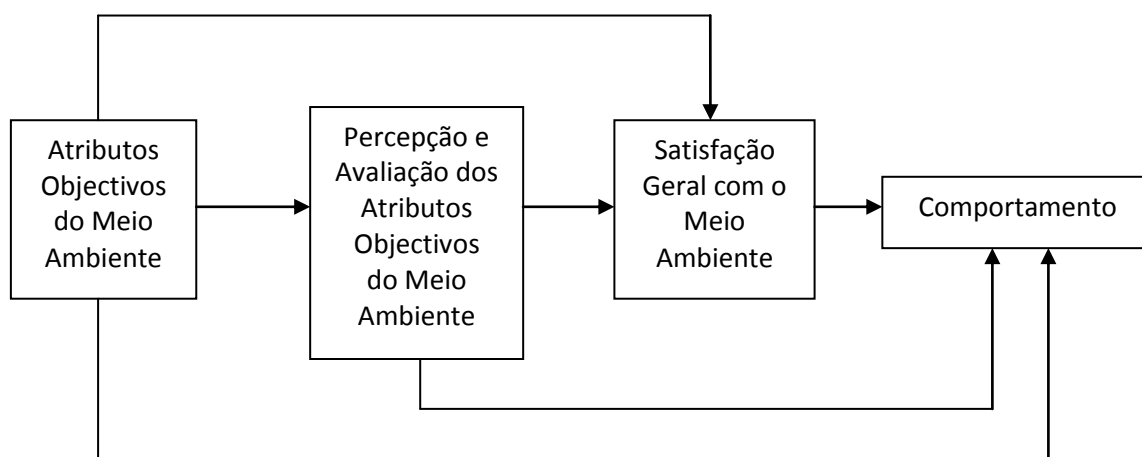 Atributos
Objectivos
do Meio
Ambiente
Percepção e
Avaliação dos
Atributos
Objectivos
do Meio
Ambiente
Satisfação
Geral com o
Meio
Ambiente
Comportamento